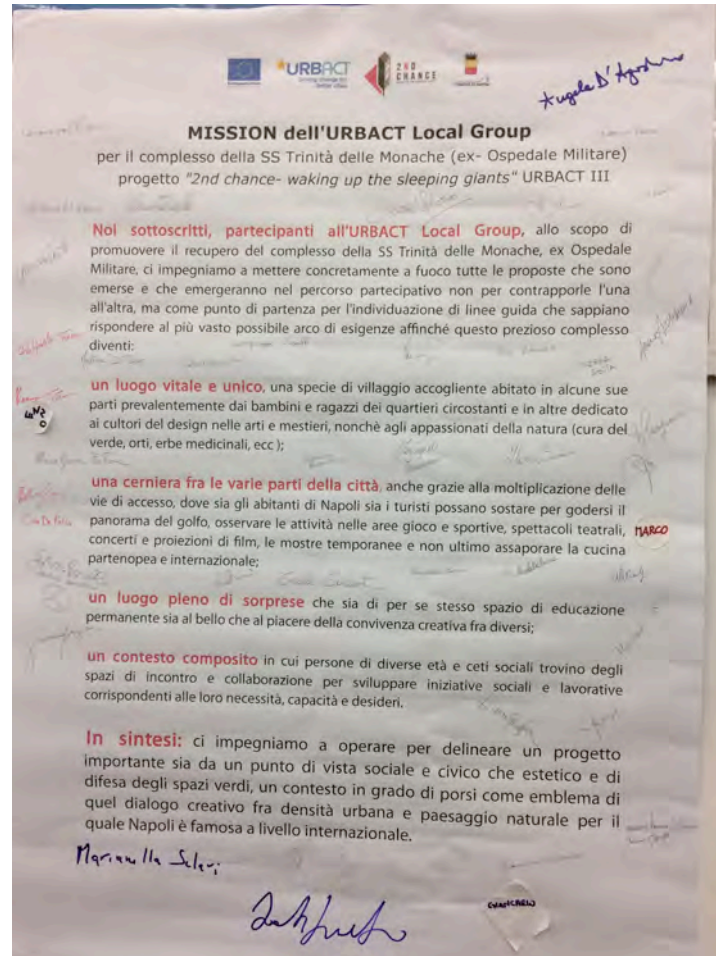 URBACT
2ND
CHANCE
Angela D'Agostino
MISSION dell'URBACT Local Group
per il complesso della SS Trinità delle Monache (ex- Ospedale Militare)
progetto "2nd chance- waking up the sleeping giants" URBACT III
Noi sottoscritti, partecipanti all'URBACT Local Group, allo scopo di
promuovere il recupero del complesso della SS Trinità delle Monache, ex Ospedale
Militare, ci impegniamo a mettere concretamente a fuoco tutte le proposte che sono
emerse e che emergeranno nel percorso partecipativo non per contrapporle l'una
all'altra, ma come punto di partenza per l'individuazione di linee guida che sappiano
rispondere al più vasto possibile arco di esigenze affinché questo prezioso complesso
diventi:
un luogo vitale e unico, una specie di villaggio accogliente abitato in alcune sue
parti prevalentemente dai bambini e ragazzi dei quartieri circostanti e in altre dedicato
ai cultori del design nelle arti e mestieri, nonchè agli appassionati della natura (cura del
verde, orti, erbe medicinali, ecc );
una cerniera fra le varie parti della città, anche grazie alla moltiplicazione delle
vie di accesso, dove sia gli abitanti di Napoli sia i turisti possano sostare per godersi il
panorama del golfo, osservare le attività nelle aree gioco e sportive, spettacoli teatrali,
MARCO
concerti e proiezioni di film, le mostre temporanee e non ultimo assaporare la cucina
partenopea e internazionale;
un luogo pieno di sorprese che sia di per se stesso spazio di educazione
permanente sia al bello che al piacere della convivenza creativa fra diversi;
un contesto composito in cui persone di diverse età e ceti sociali trovino degli
spazi di incontro e collaborazione per sviluppare iniziative sociali e lavorative
corrispondenti alle loro necessità, capacità e desideri.
In sintesi: ci impegniamo a operare per delineare un progetto
importante sia da un punto di vista sociale e civico che estetico e di
difesa degli spazi verdi, un contesto in grado di porsi come emblema di
quel dialogo creativo fra densità urbana e paesaggio naturale per il
quale Napoli è famosa a livello internazionale.
Marianella Sclavi